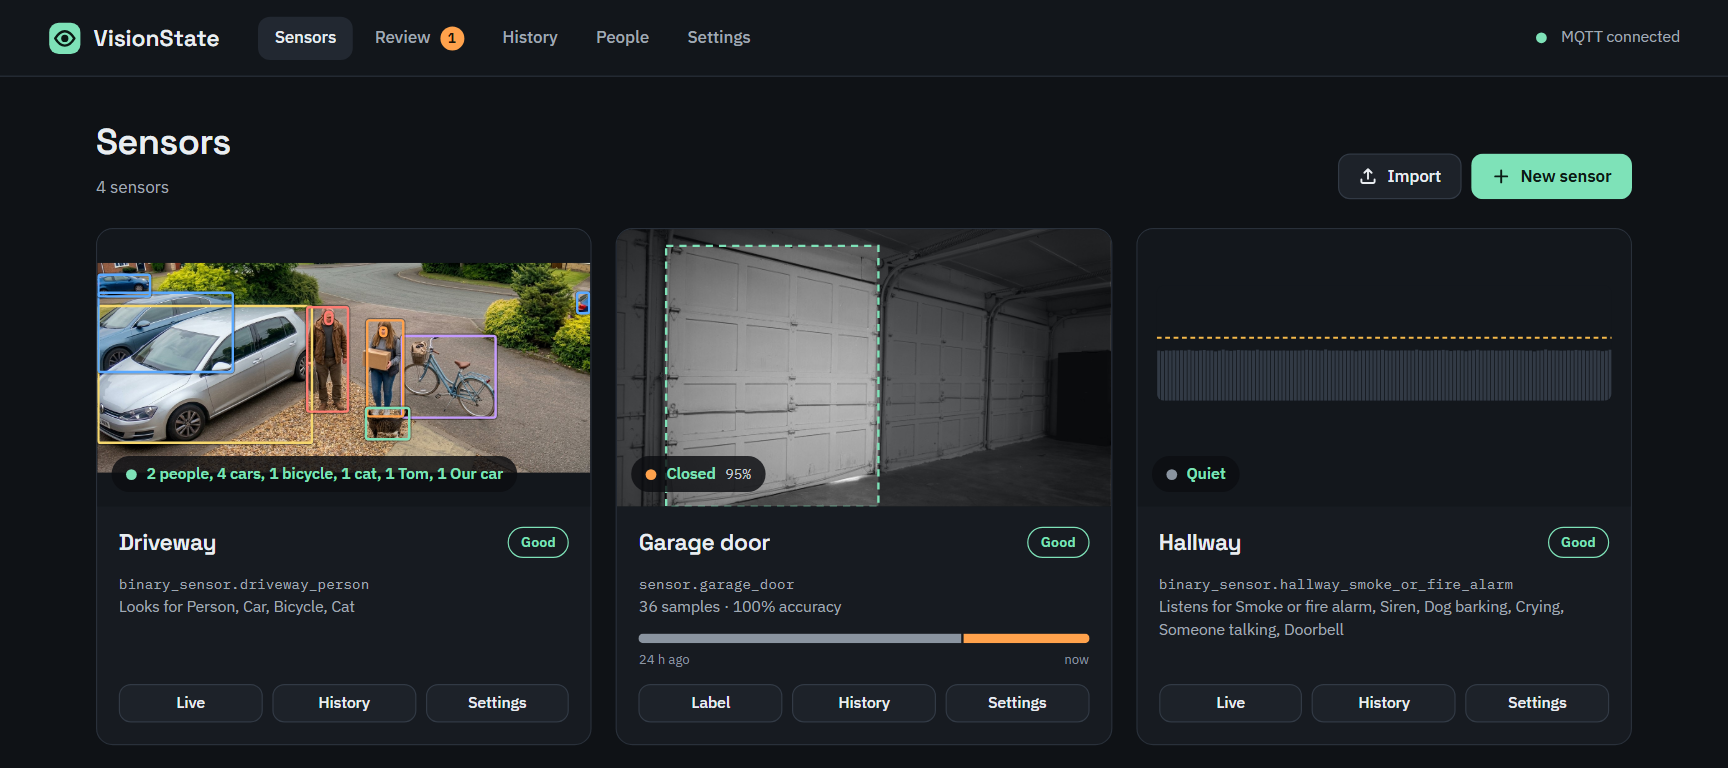 VisionState
Sensors
Review 1
History
People
Settings
MQTT connected
Sensors
4 sensors
Import
New sensor
2 people, 4 cars, 1 bicycle, 1 cat, 1 Tom, 1 Our car
Closed 95%
Quiet
Driveway
Good
binary_sensor.driveway_person
Looks for Person, Car, Bicycle, Cat
Live
History
Settings
Garage door
Good
sensor.garage_door
36 samples · 100% accuracy
24 h ago
now
Label
History
Settings
Hallway
Good
binary_sensor.hallway_smoke_or_fire_alarm
Listens for Smoke or fire alarm, Siren, Dog barking, Crying,
Someone talking, Doorbell
Live
History
Settings